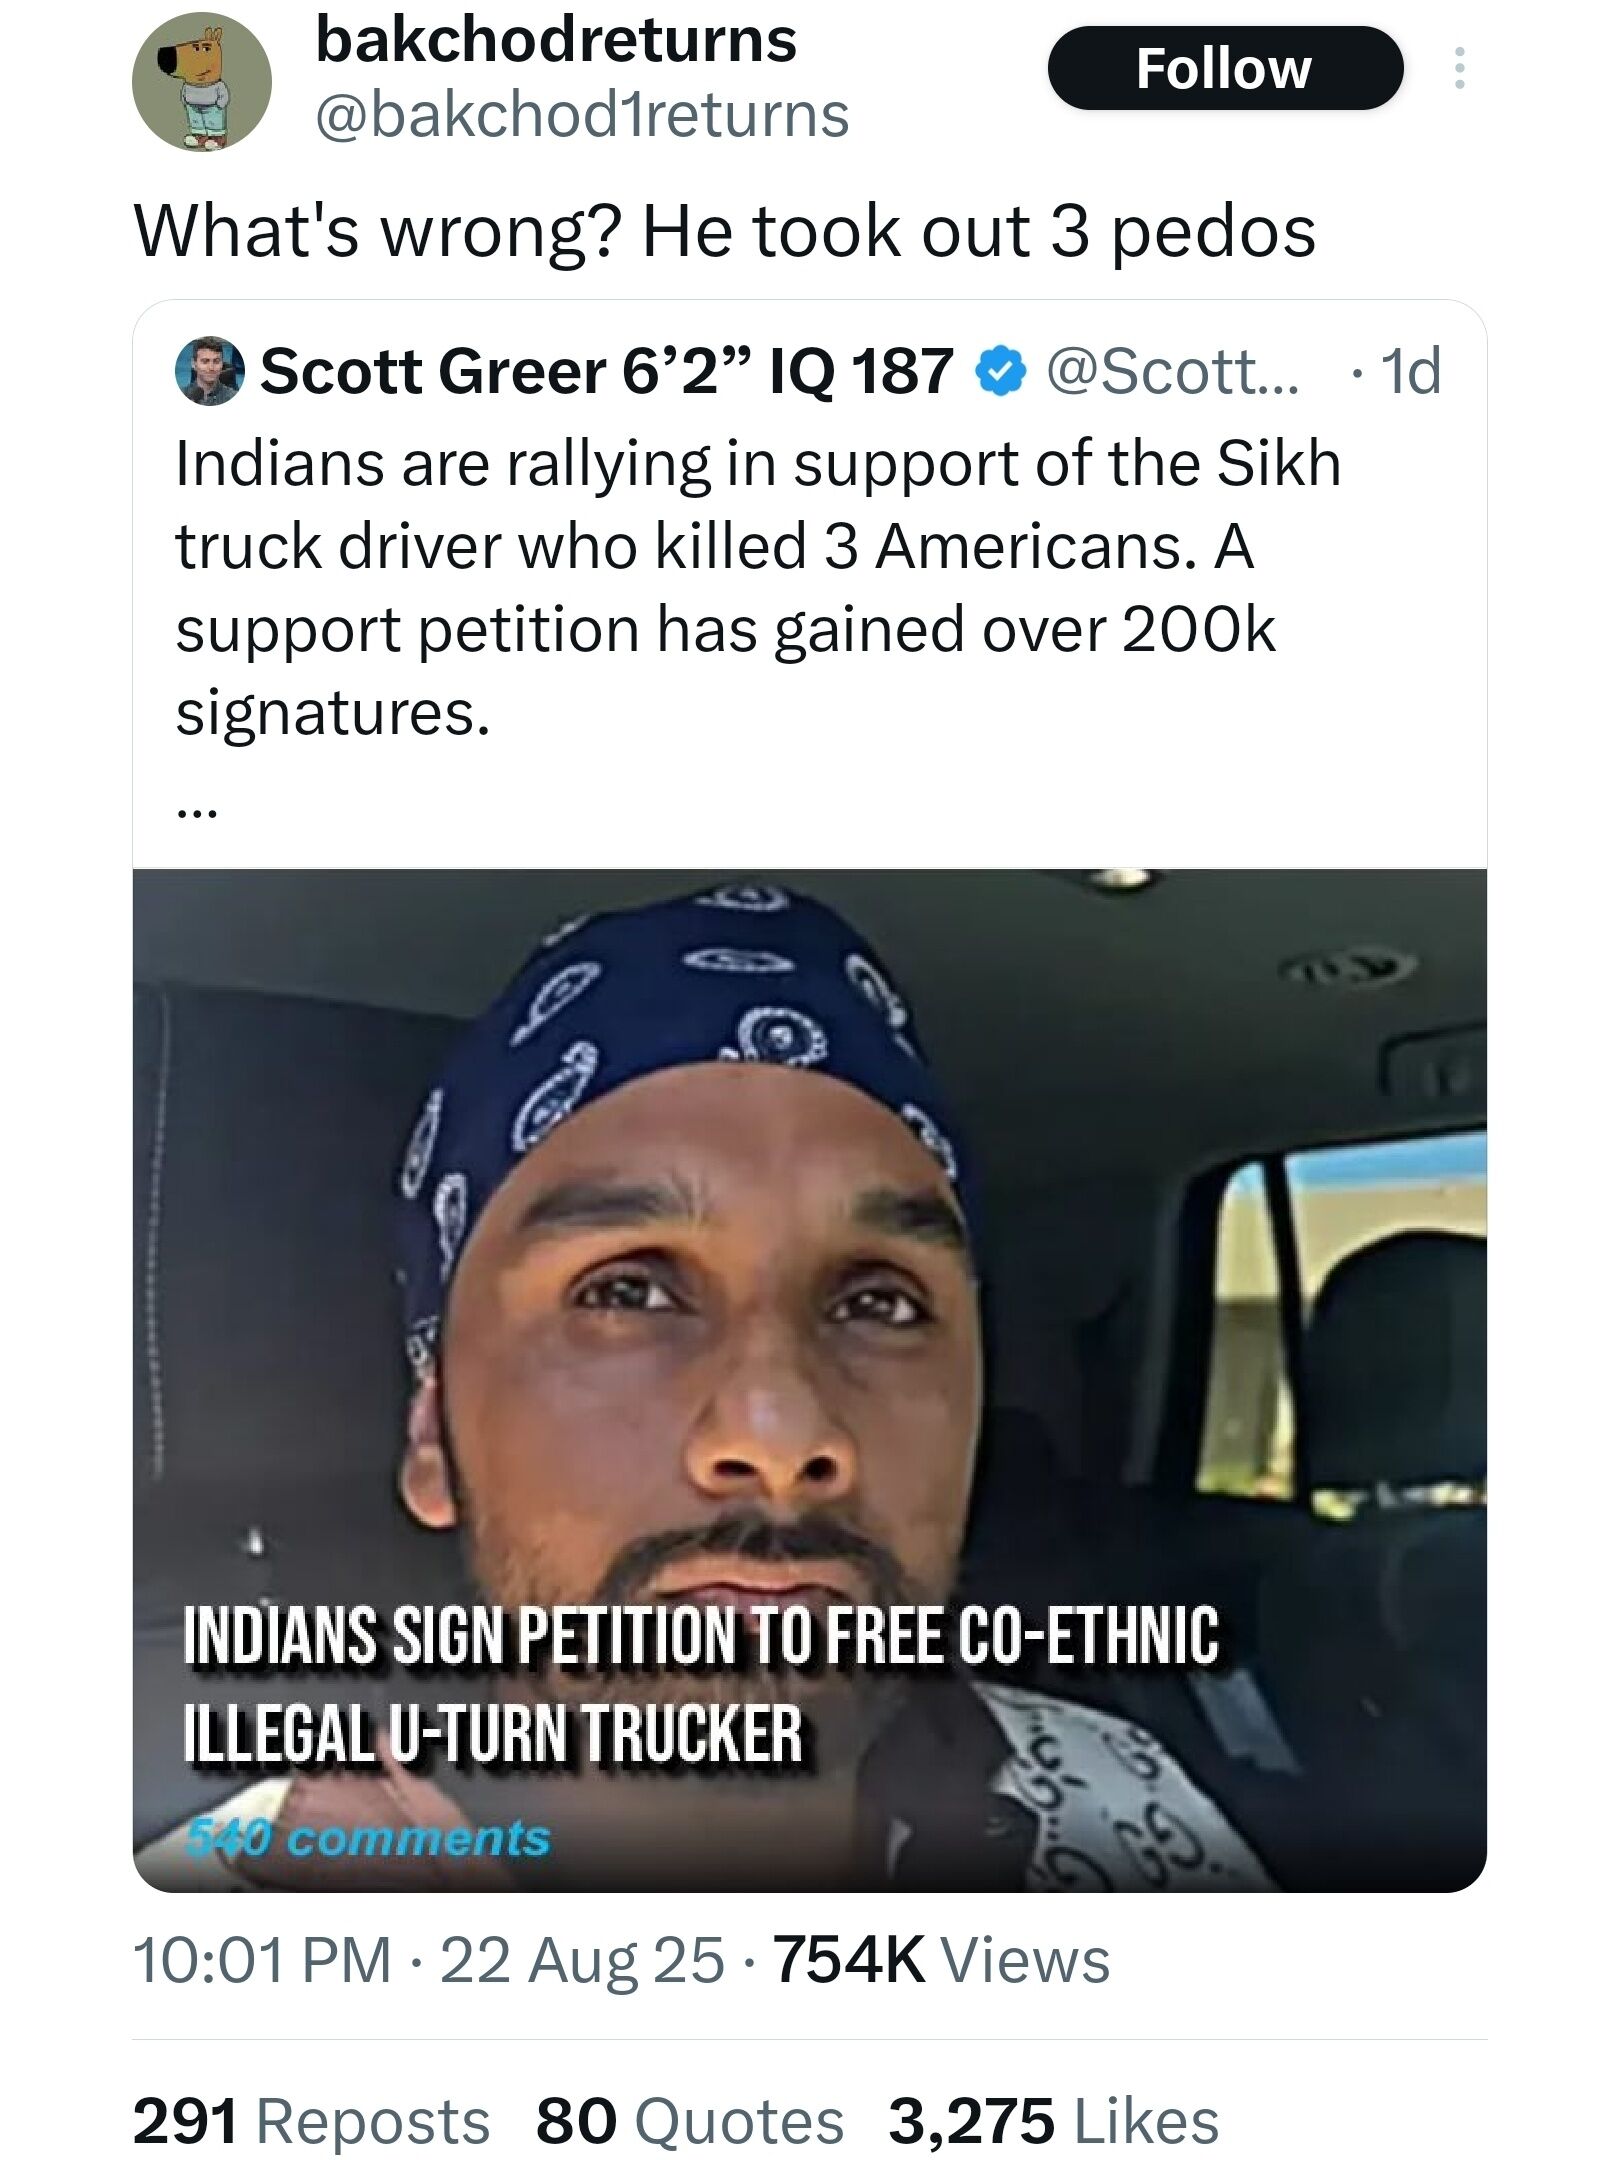 bakchodreturns
Follow
@bakchod1returns
What's wrong? He took out 3 pedos
Scott Greer 6’2” IQ 187 @Scott... · 1d
Indians are rallying in support of the Sikh
truck driver who killed 3 Americans. A
support petition has gained over 200k
signatures.
...
INDIANS SIGN PETITION TO FREE CO-ETHNIC
ILLEGAL U-TURN TRUCKER
540 comments
10:01 PM · 22 Aug 25 · 754K Views
291 Reposts 80 Quotes 3,275 Likes